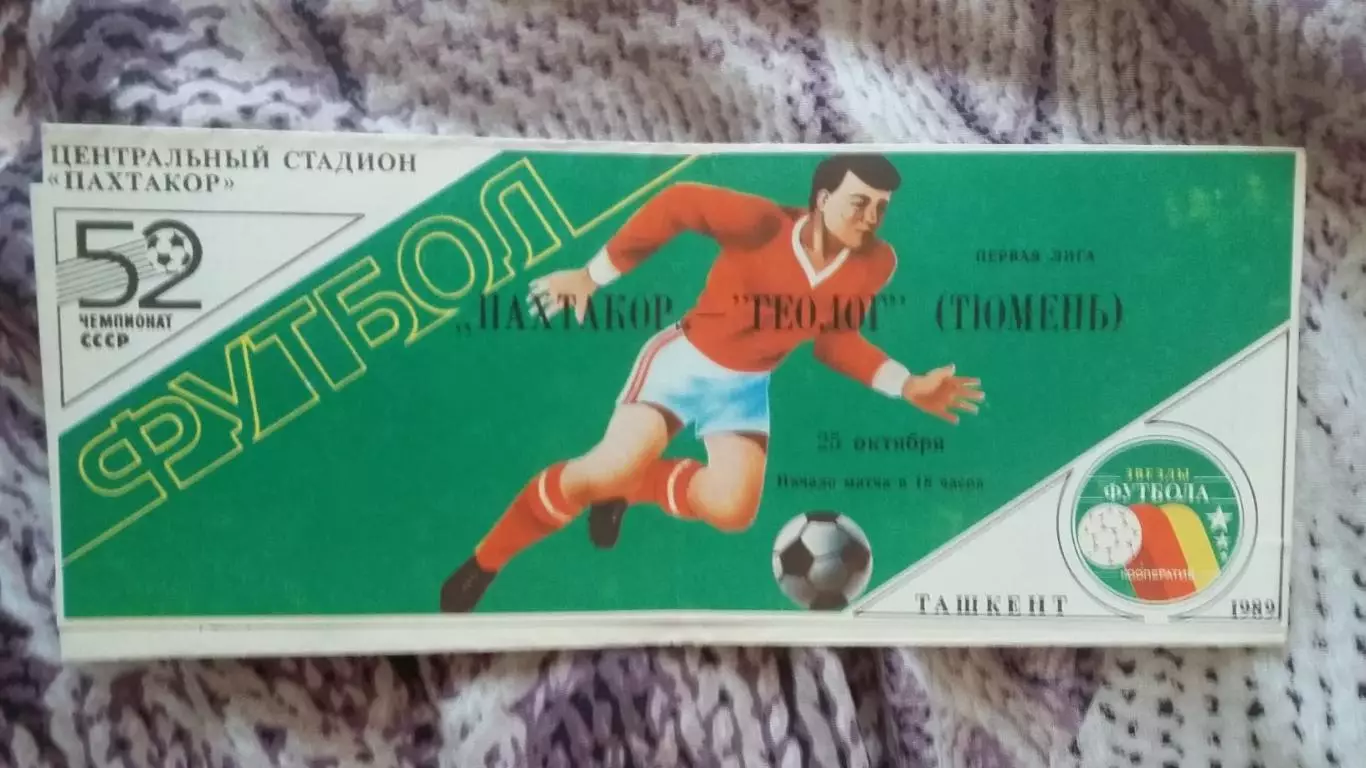 ЦЕНТРАЛЬНЫЙ СТАДИОН
«ПАХТАКОР»
52
ЧЕМПИОНАТ
СССР
ФУТБОЛ
ПЕРВАЯ ЛИГА
„ПАХТАКОР„ — "ГЕОЛОГ" (ТЮМЕНЬ)
25 октября
Начало матча в 18 часов
ЗВЕЗДЫ
ФУТБОЛА
КООПЕРАТИВ
ТАШКЕНТ
1989